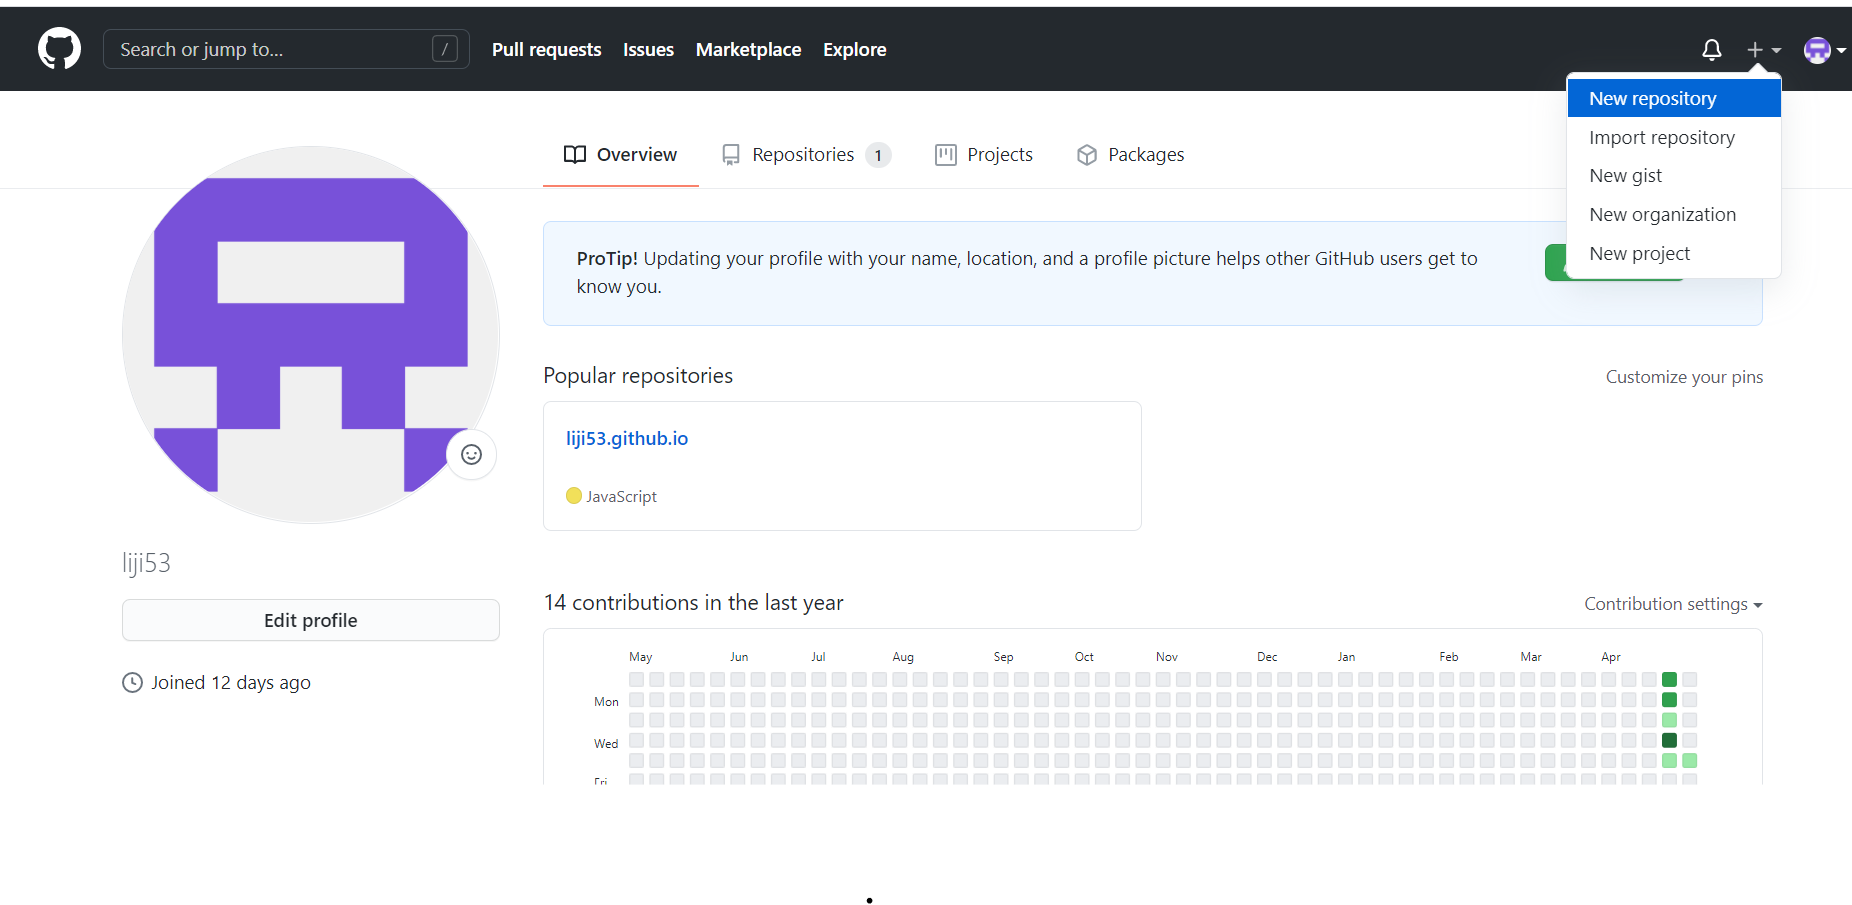 Search or jump to... / Pull requests Issues Marketplace Explore
New repository
Import repository
New gist
New organization
New project
Overview Repositories 1 Projects Packages
ProTip! Updating your profile with your name, location, and a profile picture helps other GitHub users get to
know you.
Popular repositories Customize your pins
liji53.github.io
JavaScript
liji53
Edit profile
Joined 12 days ago
14 contributions in the last year Contribution settings
May Jun Jul Aug Sep Oct Nov Dec Jan Feb Mar Apr
Mon
Wed
Fri